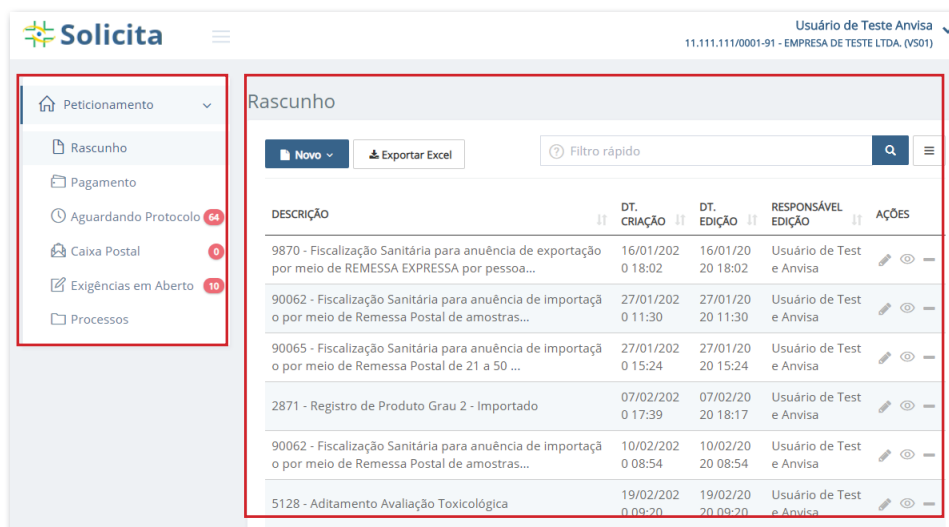 Solicita
Usuário de Teste Anvisa
11.111.111/0001-91 - EMPRESA DE TESTE LTDA. (VS01)
Peticionamento
Rascunho
Pagamento
Aguardando Protocolo 64
Caixa Postal 0
Exigências em Aberto 10
Processos
Rascunho
Novo
Exportar Excel
Filtro rápido
DESCRIÇÃO
DT.
CRIAÇÃO
DT.
EDIÇÃO
RESPONSÁVEL
EDIÇÃO
AÇÕES
9870 - Fiscalização Sanitária para anuência de exportação
por meio de REMESSA EXPRESSA por pessoa...
16/01/202
0 18:02
16/01/20
20 18:02
Usuário de Test
e Anvisa
90062 - Fiscalização Sanitária para anuência de importaçã
o por meio de Remessa Postal de amostras...
27/01/202
0 11:30
27/01/20
20 11:30
Usuário de Test
e Anvisa
90065 - Fiscalização Sanitária para anuência de importaçã
o por meio de Remessa Postal de 21 a 50 ...
27/01/202
0 15:24
27/01/20
20 15:24
Usuário de Test
e Anvisa
2871 - Registro de Produto Grau 2 - Importado
07/02/202
0 17:39
07/02/20
20 18:17
Usuário de Test
e Anvisa
90062 - Fiscalização Sanitária para anuência de importaçã
o por meio de Remessa Postal de amostras...
10/02/202
0 08:54
10/02/20
20 08:54
Usuário de Test
e Anvisa
5128 - Aditamento Avaliação Toxicológica
19/02/202
0 09:20
19/02/20
20 09:20
Usuário de Test
e Anvisa